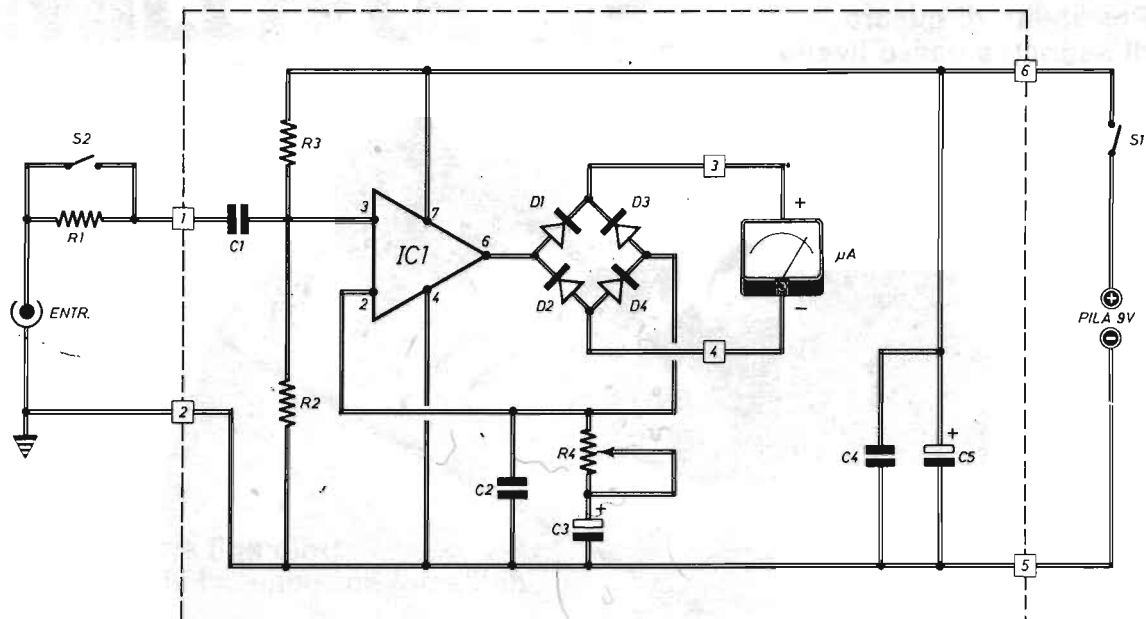 6
S2
R3
S1
D1
3
D3
+
R1
1
C1
3
7
IC1
6
µA
2
4
D2
D4
−
ENTR.
+
PILA 9V
−
4
2
R2
R4
+
C4
C5
C2
+
C3
5